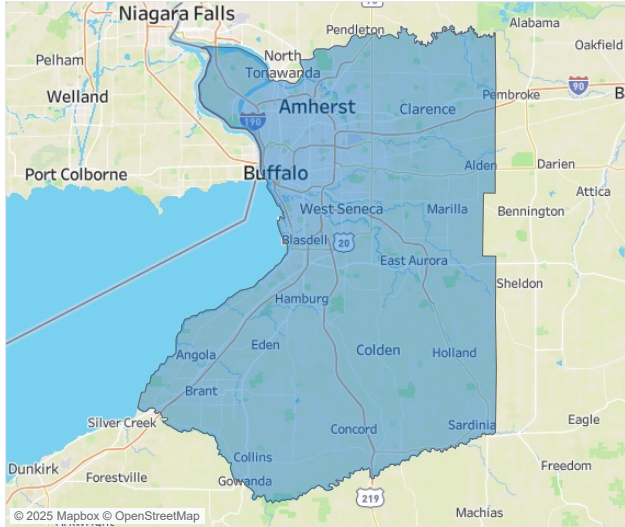 90
Niagara Falls
Alabama
Pendleton
Oakfield
North
Tonawanda
Pelham
Pembroke
90
Welland
Amherst
Clarence
B
190
Alden
Darien
Port Colborne
Buffalo
Attica
West Seneca
Marilla
Bennington
Blasdell
20
East Aurora
Sheldon
Hamburg
Eden
Colden
Holland
Angola
Brant
Silver Creek
Concord
Sardinia
Eagle
Collins
Dunkirk
Forestville
Gowanda
Freedom
219
Machias
© 2025 Mapbox © OpenStreetMap